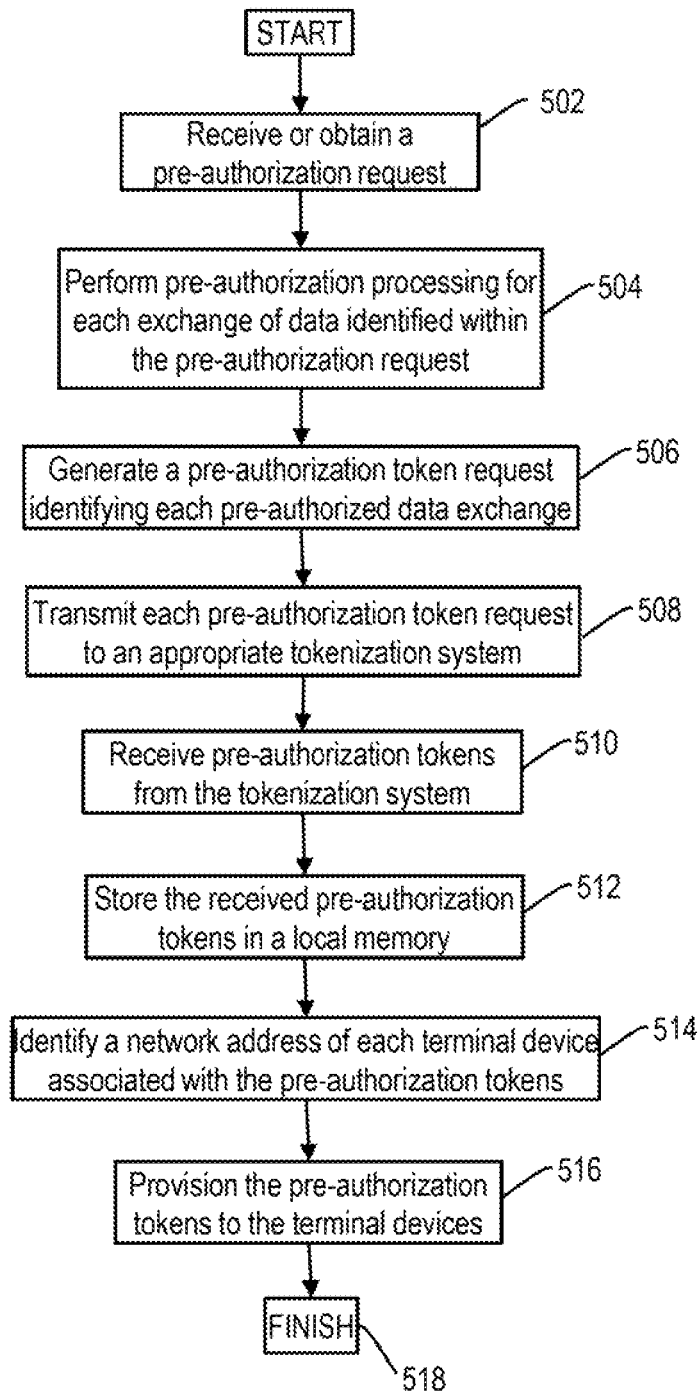 START
502
Receive or obtain a
pre-authorization request
504
Perform pre-authorization processing for
each exchange of data identified within
the pre-authorization request
506
Generate a pre-authorization token request
identifying each pre-authorized data exchange
508
Transmit each pre-authorization token request
to an appropriate tokenization system
510
Receive pre-authorization tokens
from the tokenization system
512
Store the received pre-authorization
tokens in a local memory
514
Identify a network address of each terminal device
associated with the pre-authorization tokens
516
Provision the pre-authorization
tokens to the terminal devices
FINISH
518